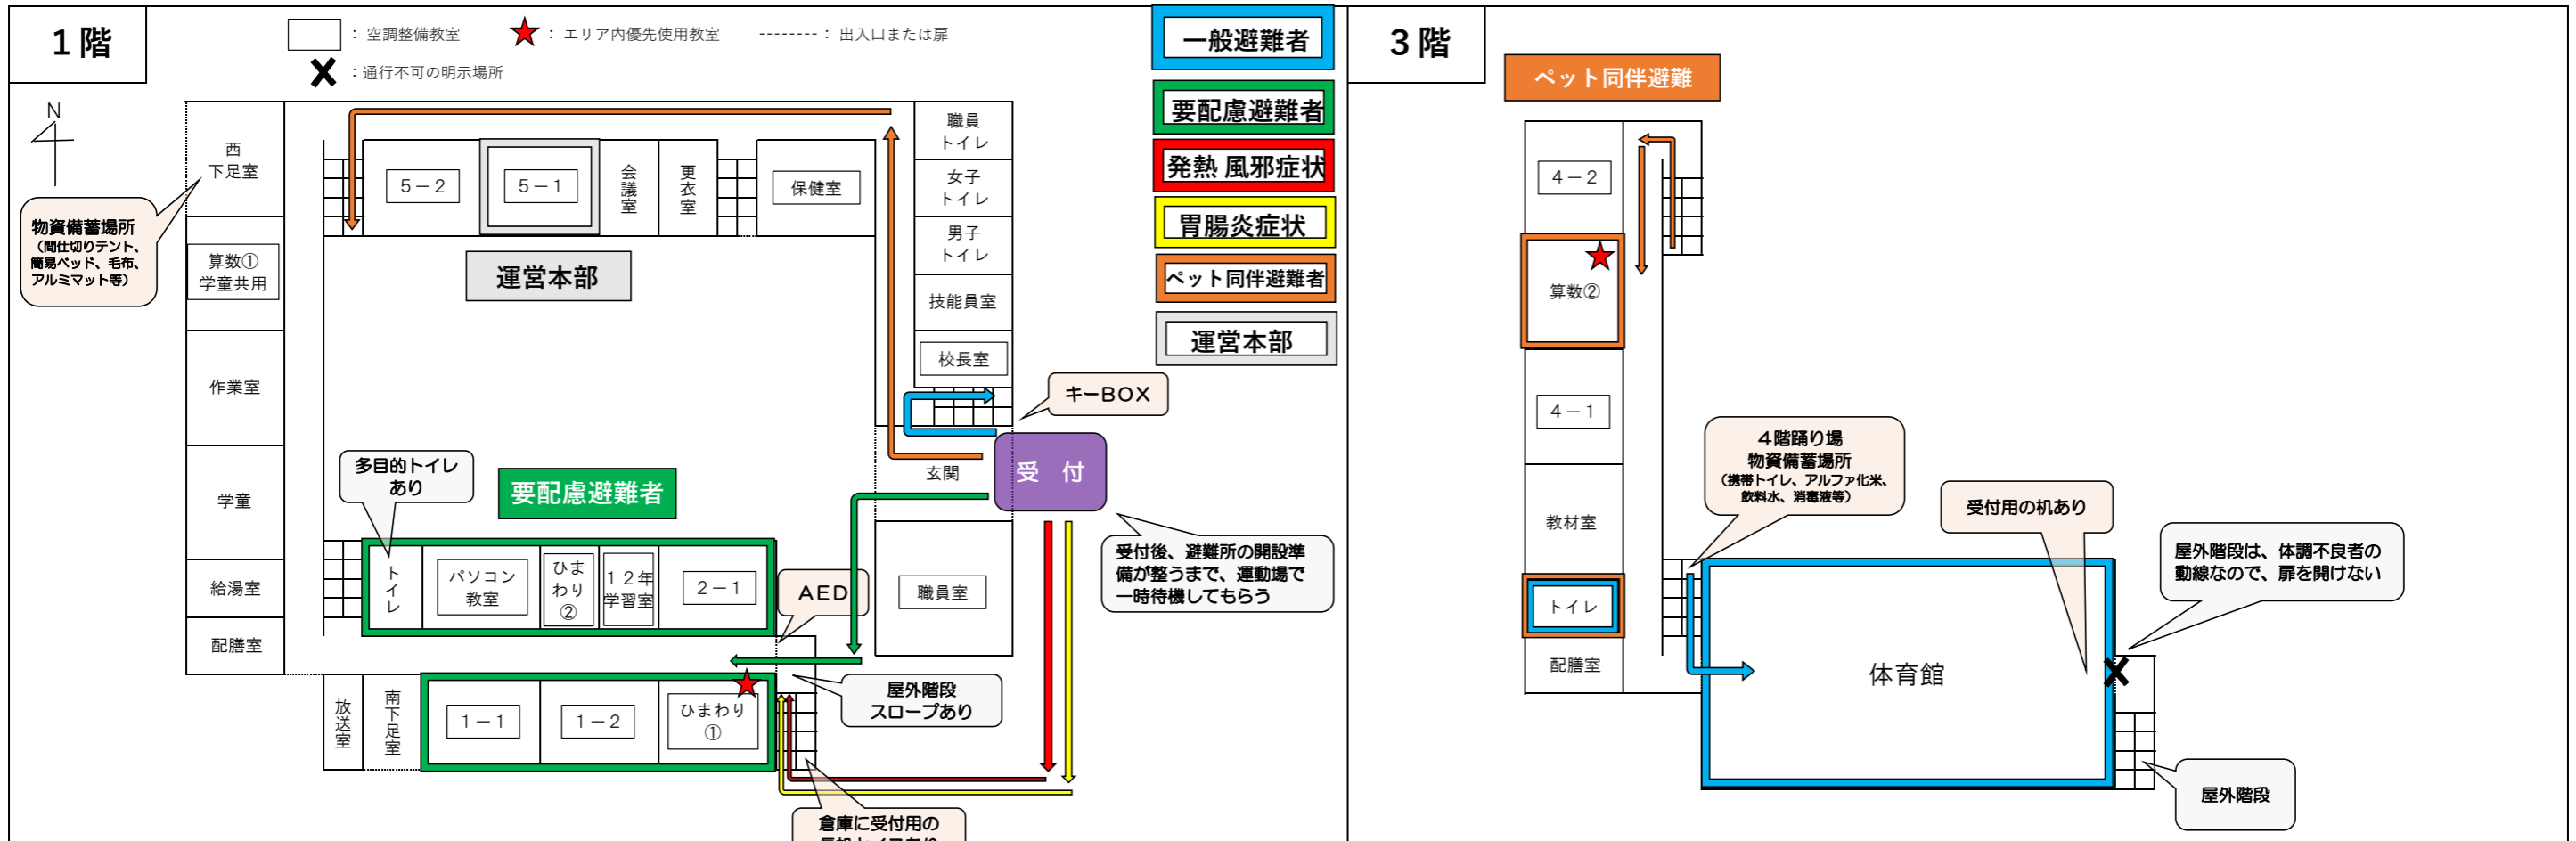 1階
：空調整備教室
：エリア内優先使用教室
--------：出入口または扉
：通行不可の明示場所
N
一般避難者
要配慮避難者
発熱 風邪症状
胃腸炎症状
ペット同伴避難者
運営本部
西
下足室
物資備蓄場所
（間仕切りテント、
簡易ベッド、毛布、
アルミマット等）
算数①
学童共用
作業室
学童
給湯室
配膳室
５－２
５－１
会議室
更衣室
保健室
運営本部
職員
トイレ
女子
トイレ
男子
トイレ
技能員室
校長室
キーBOX
玄関
受 付
受付後、避難所の開設準
備が整うまで、運動場で
一時待機してもらう
職員室
多目的トイレ
あり
要配慮避難者
トイレ
パソコン
教室
ひま
わり
②
１２年
学習室
２－１
AED
屋外階段
スロープあり
放送室
南下足室
１－１
１－２
ひまわり
①
倉庫に受付用の
3階
ペット同伴避難
４－２
算数②
４－１
教材室
トイレ
配膳室
４階踊り場
物資備蓄場所
（携帯トイレ、アルファ化米、
飲料水、消毒液等）
受付用の机あり
屋外階段は、体調不良者の
動線なので、扉を開けない
体育館
屋外階段